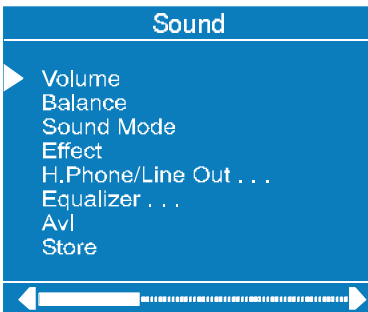 Sound
Volume
Balance
Sound Mode
Effect
H.Phone/Line Out . . .
Equalizer . . .
Avl
Store